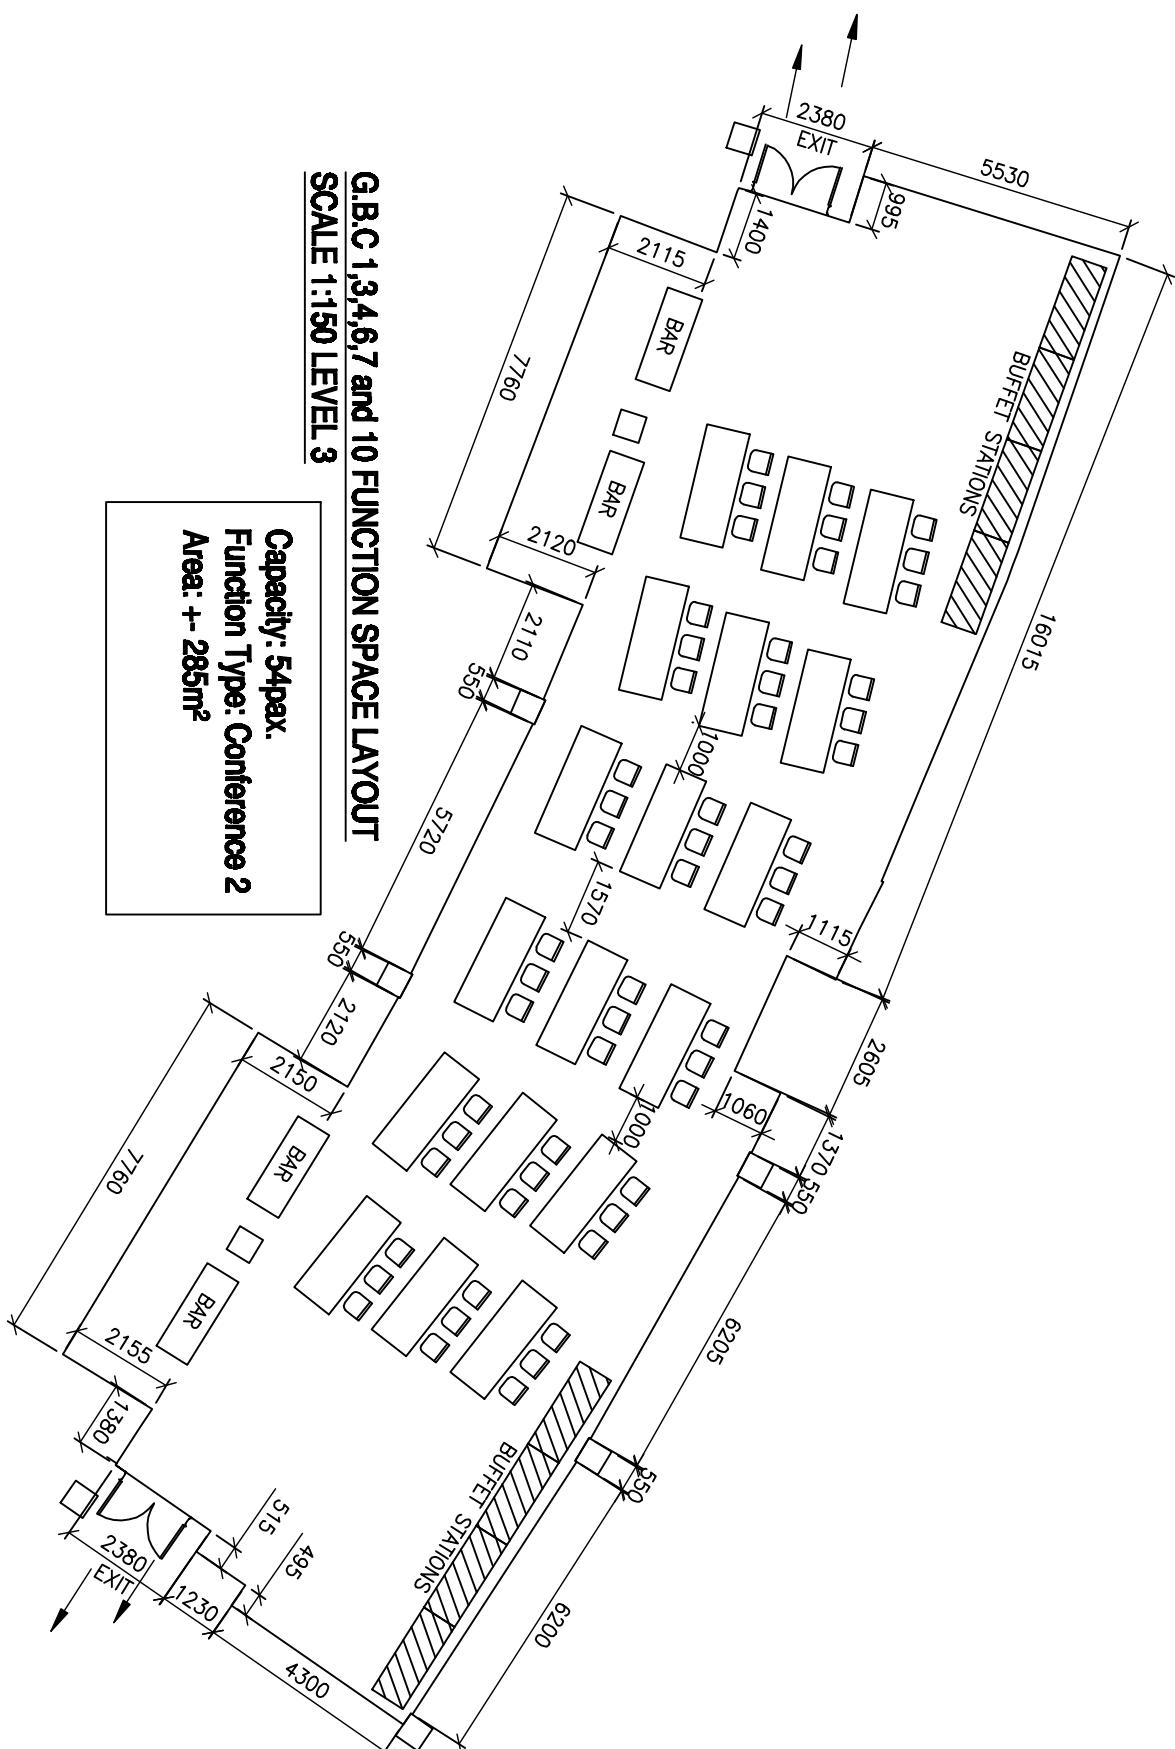 G.B.C 1,3,4,6,7 and 10 FUNCTION SPACE LAYOUT
SCALE 1:150 LEVEL 3
Capacity: 54pax.
Function Type: Conference 2
Area: +- 285m²
2380
EXIT
5530
995
1400
2115
BAR
7760
BUFFET STATIONS
16015
BAR
2120
2110
550
1000
5720
1570
1115
550
2120
2605
2150
1060
1000
1370
550
BAR
7760
6205
BAR
2155
1380
550
BUFFET STATIONS
515
495
2380
EXIT
1230
6200
4300